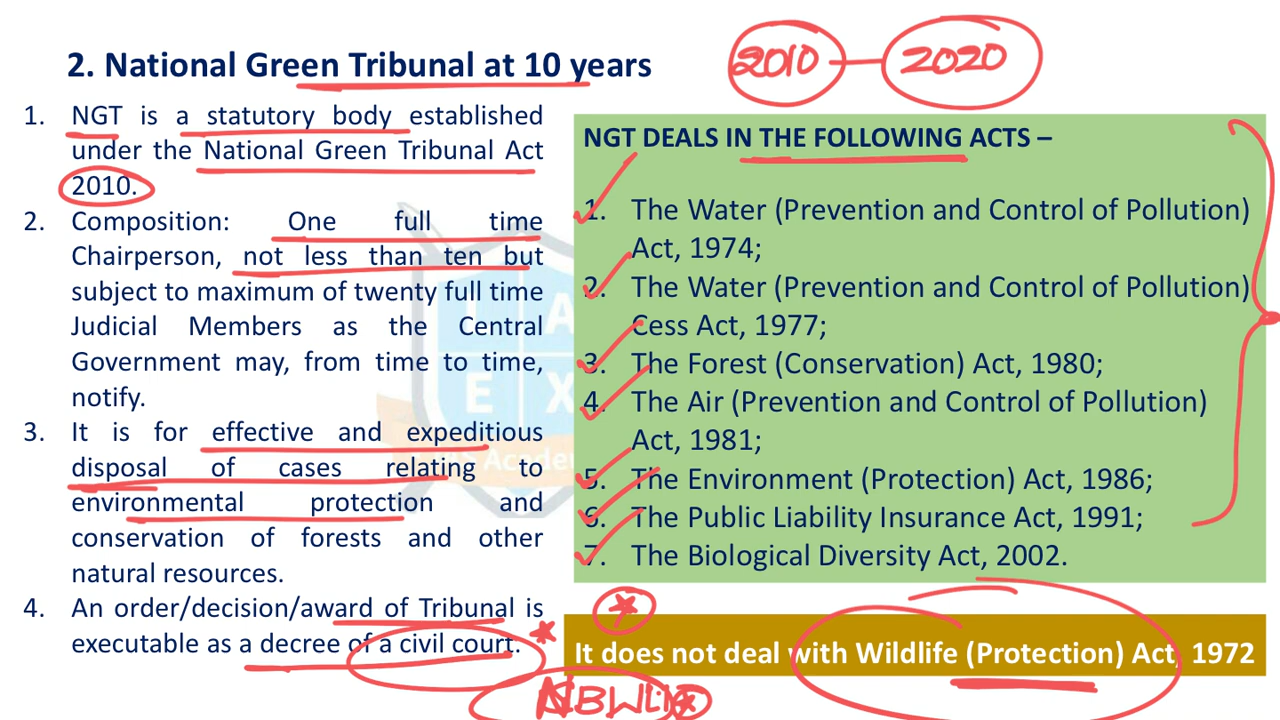 2. National Green Tribunal at 10 years
2010 – 2020
1. NGT is a statutory body established
under the National Green Tribunal Act
2010.
2. Composition: One full time
Chairperson, not less than ten but
subject to maximum of twenty full time
Judicial Members as the Central
Government may, from time to time,
notify.
3. It is for effective and expeditious
disposal of cases relating to
environmental protection and
conservation of forests and other
natural resources.
4. An order/decision/award of Tribunal is
executable as a decree of a civil court.
NGT DEALS IN THE FOLLOWING ACTS –
1. The Water (Prevention and Control of Pollution)
Act, 1974;
2. The Water (Prevention and Control of Pollution)
Cess Act, 1977;
3. The Forest (Conservation) Act, 1980;
4. The Air (Prevention and Control of Pollution)
Act, 1981;
5. The Environment (Protection) Act, 1986;
6. The Public Liability Insurance Act, 1991;
7. The Biological Diversity Act, 2002.
It does not deal with Wildlife (Protection) Act, 1972